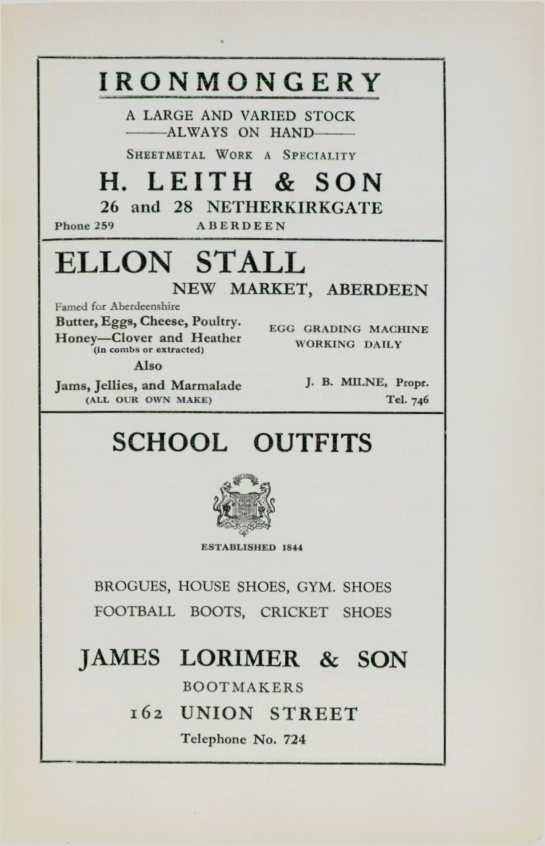 IRONMONGERY
A LARGE AND VARIED STOCK
——ALWAYS ON HAND——
SHEETMETAL WORK A SPECIALITY
H. LEITH & SON
26 and 28 NETHERKIRKGATE
Phone 259 ABERDEEN
ELLON STALL
NEW MARKET, ABERDEEN
Famed for Aberdeenshire
Butter, Eggs, Cheese, Poultry.
Honey—Clover and Heather
(in combs or extracted)
Also
Jams, Jellies, and Marmalade
(ALL OUR OWN MAKE)
EGG GRADING MACHINE
WORKING DAILY
J. B. MILNE, Propr.
Tel. 746
SCHOOL OUTFITS
ESTABLISHED 1844
BROGUES, HOUSE SHOES, GYM. SHOES
FOOTBALL BOOTS, CRICKET SHOES
JAMES LORIMER & SON
BOOTMAKERS
162 UNION STREET
Telephone No. 724